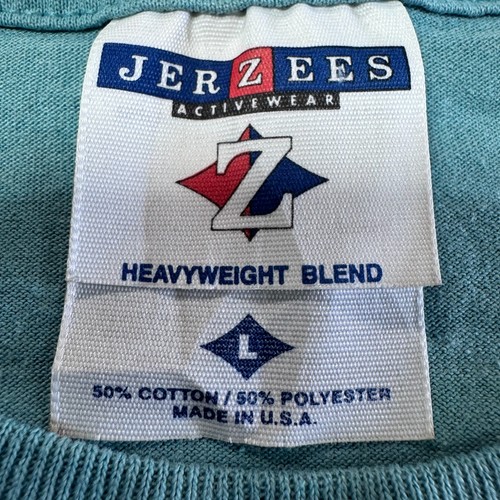 JERZEES
ACTIVEWEAR
Z
HEAVYWEIGHT BLEND
L
50% COTTON / 50% POLYESTER
MADE IN U.S.A.